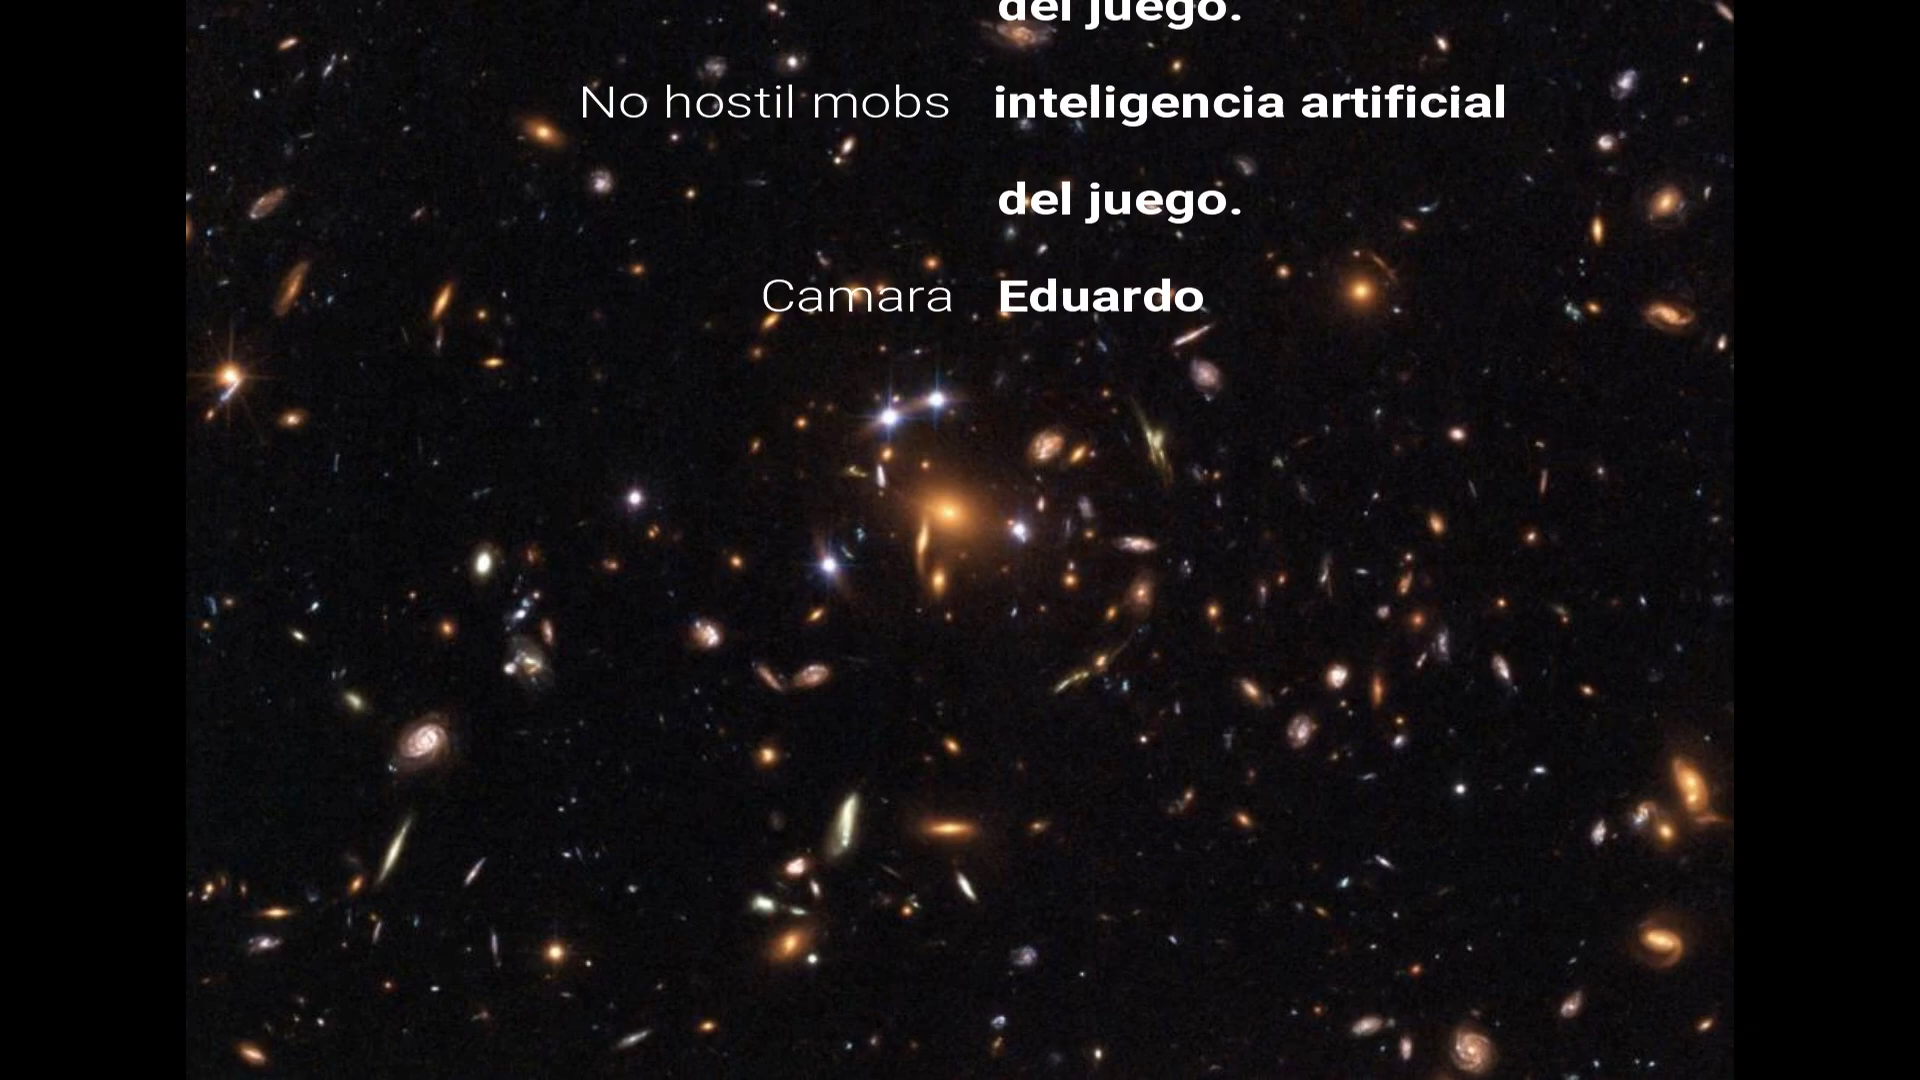 del juego.
No hostil mobs inteligencia artificial
del juego.
Camara Eduardo